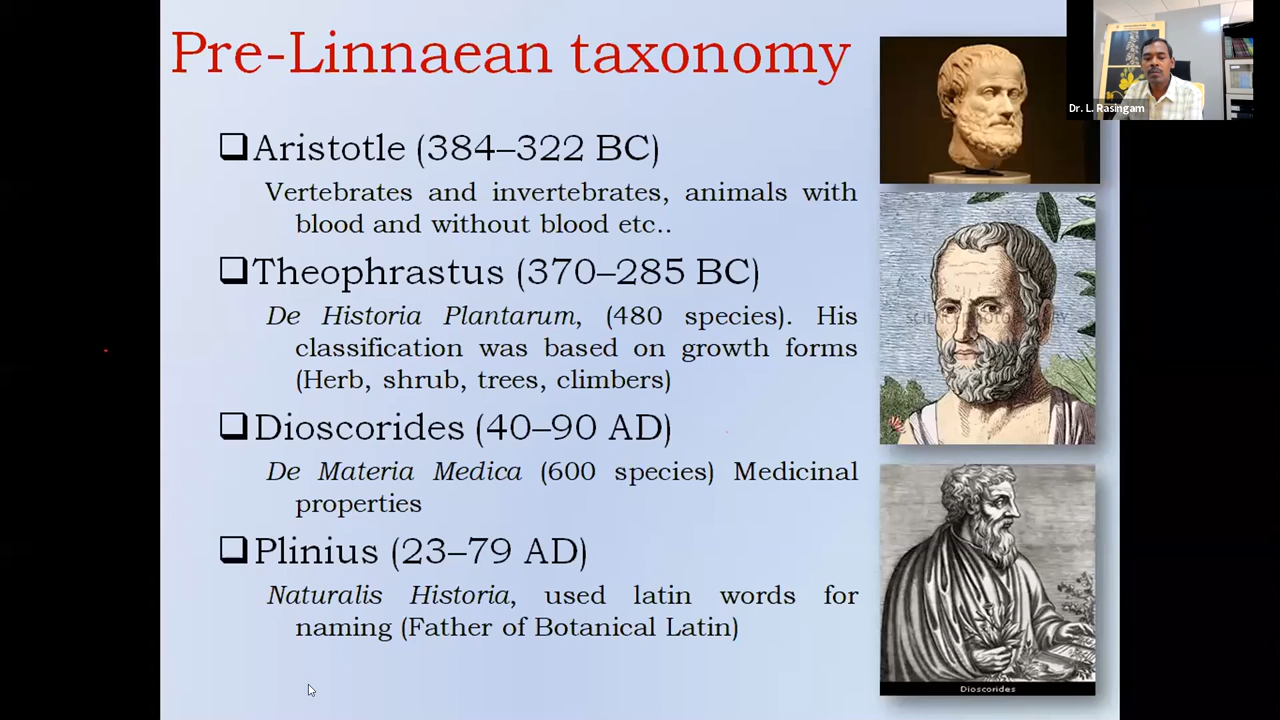 Pre-Linnaean taxonomy
Dr. L. Rasingam
Aristotle (384–322 BC)
Vertebrates and invertebrates, animals with
blood and without blood etc..
Theophrastus (370–285 BC)
De Historia Plantarum, (480 species). His
classification was based on growth forms
(Herb, shrub, trees, climbers)
Dioscorides (40–90 AD)
De Materia Medica (600 species) Medicinal
properties
Plinius (23–79 AD)
Naturalis Historia, used latin words for
naming (Father of Botanical Latin)
Dioscorides